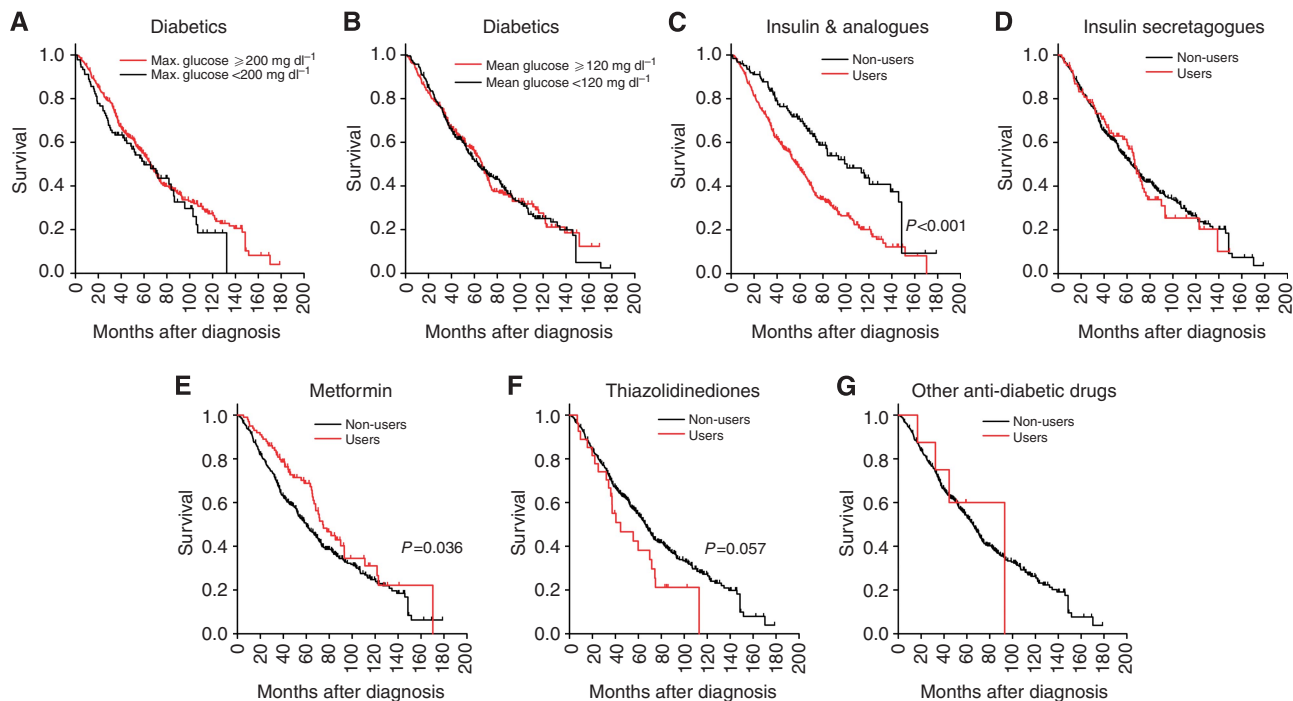 A
Diabetics
Max. glucose ⩾200 mg dl⁻¹
Max. glucose <200 mg dl⁻¹
Survival
1.0
0.8
0.6
0.4
0.2
0.0
0 20 40 60 80 100 120 140 160 180 200
Months after diagnosis
B
Diabetics
Mean glucose ⩾120 mg dl⁻¹
Mean glucose <120 mg dl⁻¹
Survival
1.0
0.8
0.6
0.4
0.2
0.0
0 20 40 60 80 100 120 140 160 180 200
Months after diagnosis
C
Insulin & analogues
Non-users
Users
P<0.001
Survival
1.0
0.8
0.6
0.4
0.2
0.0
0 20 40 60 80 100 120 140 160 180 200
Months after diagnosis
D
Insulin secretagogues
Non-users
Users
Survival
1.0
0.8
0.6
0.4
0.2
0.0
0 20 40 60 80 100 120 140 160 180 200
Months after diagnosis
E
Metformin
Non-users
Users
P=0.036
Survival
1.0
0.8
0.6
0.4
0.2
0.0
0 20 40 60 80 100 120 140 160 180 200
Months after diagnosis
F
Thiazolidinediones
Non-users
Users
P=0.057
Survival
1.0
0.8
0.6
0.4
0.2
0.0
0 20 40 60 80 100 120 140 160 180 200
Months after diagnosis
G
Other anti-diabetic drugs
Non-users
Users
Survival
1.0
0.8
0.6
0.4
0.2
0.0
0 20 40 60 80 100 120 140 160 180 200
Months after diagnosis